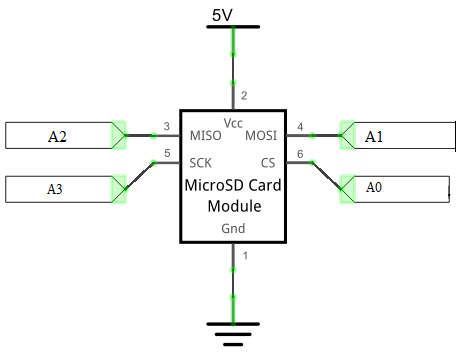 5V
2
Vcc
A2
3
MISO
MOSI
4
A1
A3
5
SCK
CS
6
A0
MicroSD Card
Module
Gnd
1